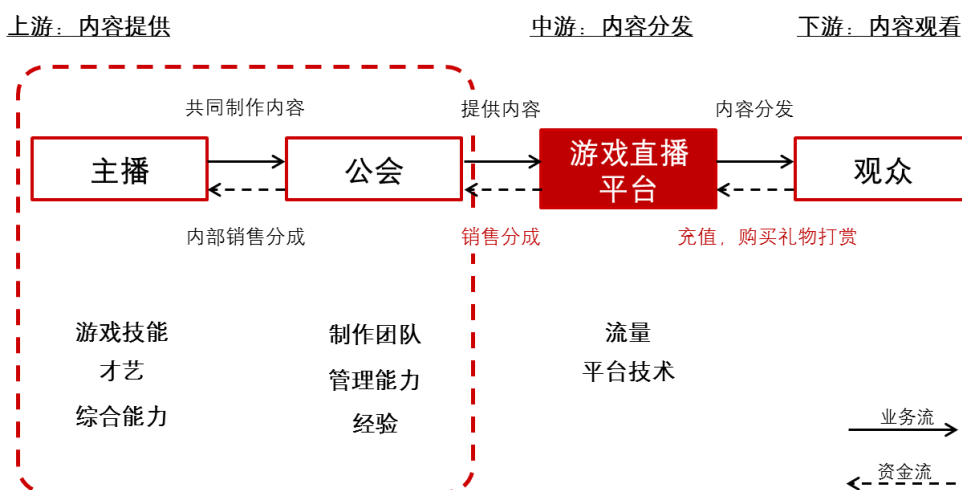 上游：内容提供
中游：内容分发
下游：内容观看
共同制作内容
提供内容
内容分发
主播
公会
游戏直播
平台
观众
内部销售分成
销售分成
充值，购买礼物打赏
游戏技能
才艺
综合能力
制作团队
管理能力
经验
流量
平台技术
业务流
资金流